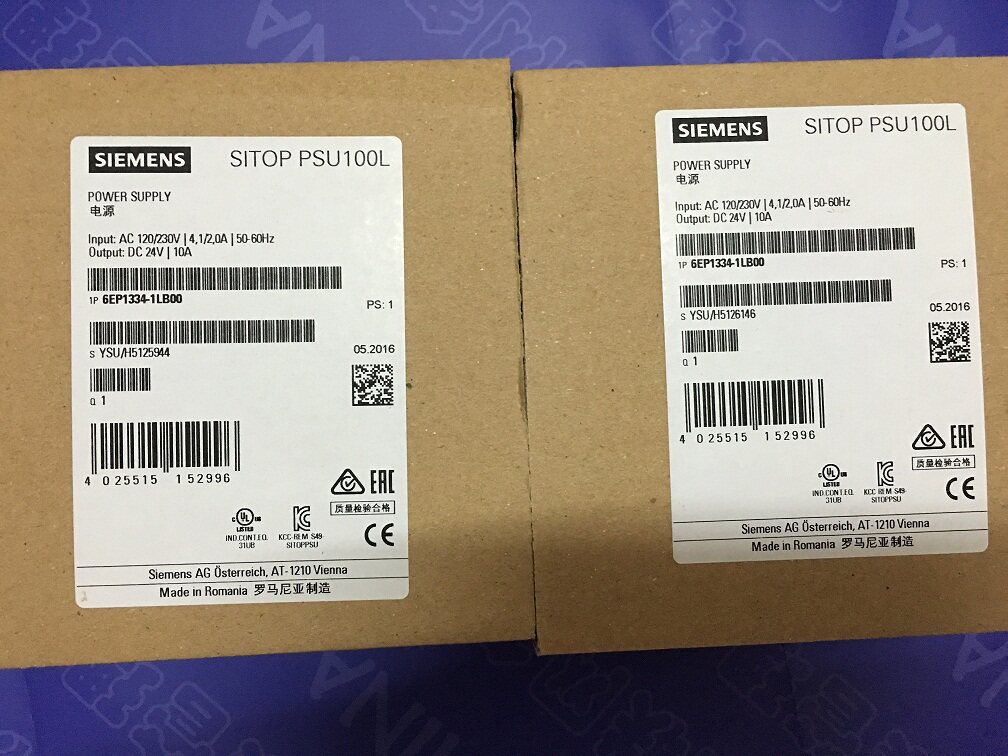 SIEMENS SITOP PSU100L
POWER SUPPLY
电源
Input: AC 120/230V | 4,1/2,0A | 50-60Hz
Output: DC 24V | 10A
1P 6EP1334-1LB00
PS: 1
S YSU/H5125944
05.2016
Q 1
4 025515 152996
EAC
质量检验合格
C UL US
LISTED
IND.CONT.EQ.
31UB
KCC-REM S49-
SITOPPSU
CE
Siemens AG Österreich, AT-1210 Vienna
Made in Romania 罗马尼亚制造
SIEMENS SITOP PSU100L
POWER SUPPLY
电源
Input: AC 120/230V | 4,1/2,0A | 50-60Hz
Output: DC 24V | 10A
1P 6EP1334-1LB00
PS: 1
S YSU/H5126146
05.2016
Q 1
4 025515 152996
EAC
质量检验合格
C UL US
LISTED
IND.CONT.EQ.
31UB
KCC-REM S49-
SITOPPSU
CE
Siemens AG Österreich, AT-1210 Vienna
Made in Romania 罗马尼亚制造